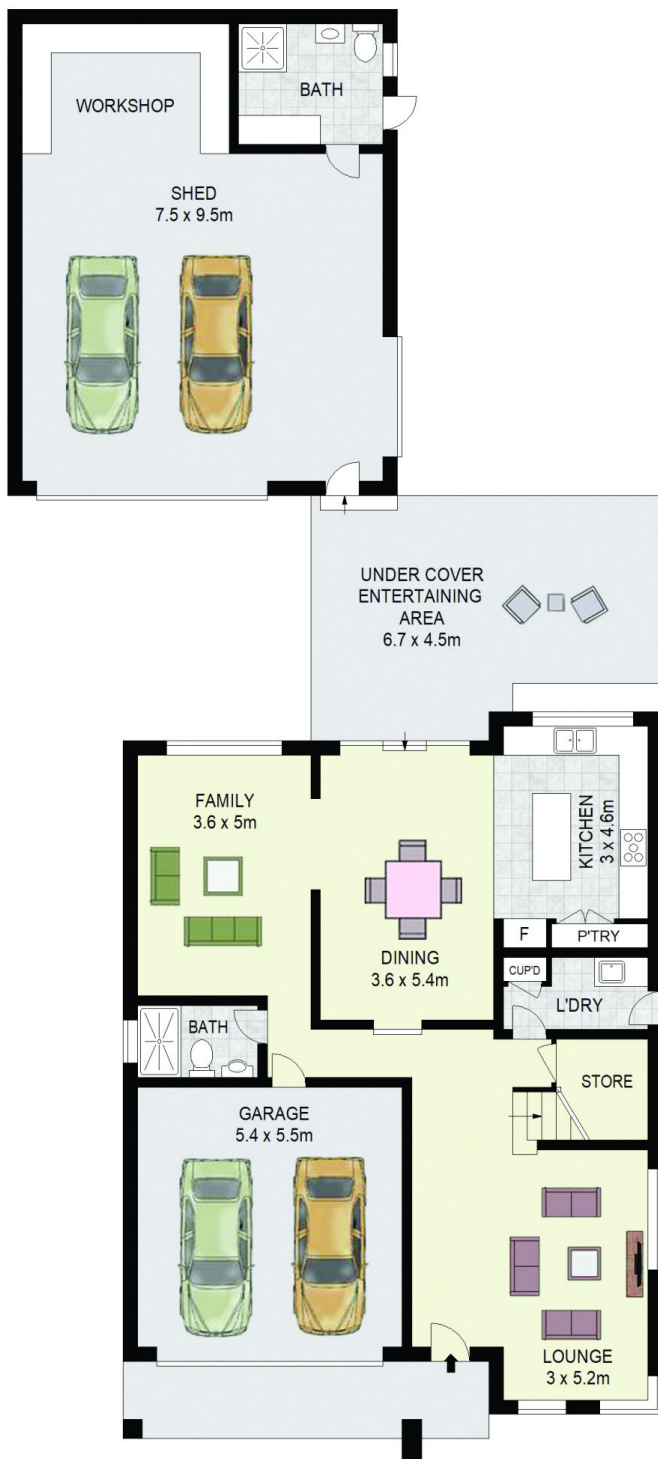 WORKSHOP
BATH
SHED
7.5 x 9.5m
UNDER COVER
ENTERTAINING
AREA
6.7 x 4.5m
FAMILY
3.6 x 5m
KITCHEN
3 x 4.6m
DINING
3.6 x 5.4m
F
P'TRY
CUP'D
L'DRY
BATH
STORE
GARAGE
5.4 x 5.5m
LOUNGE
3 x 5.2m